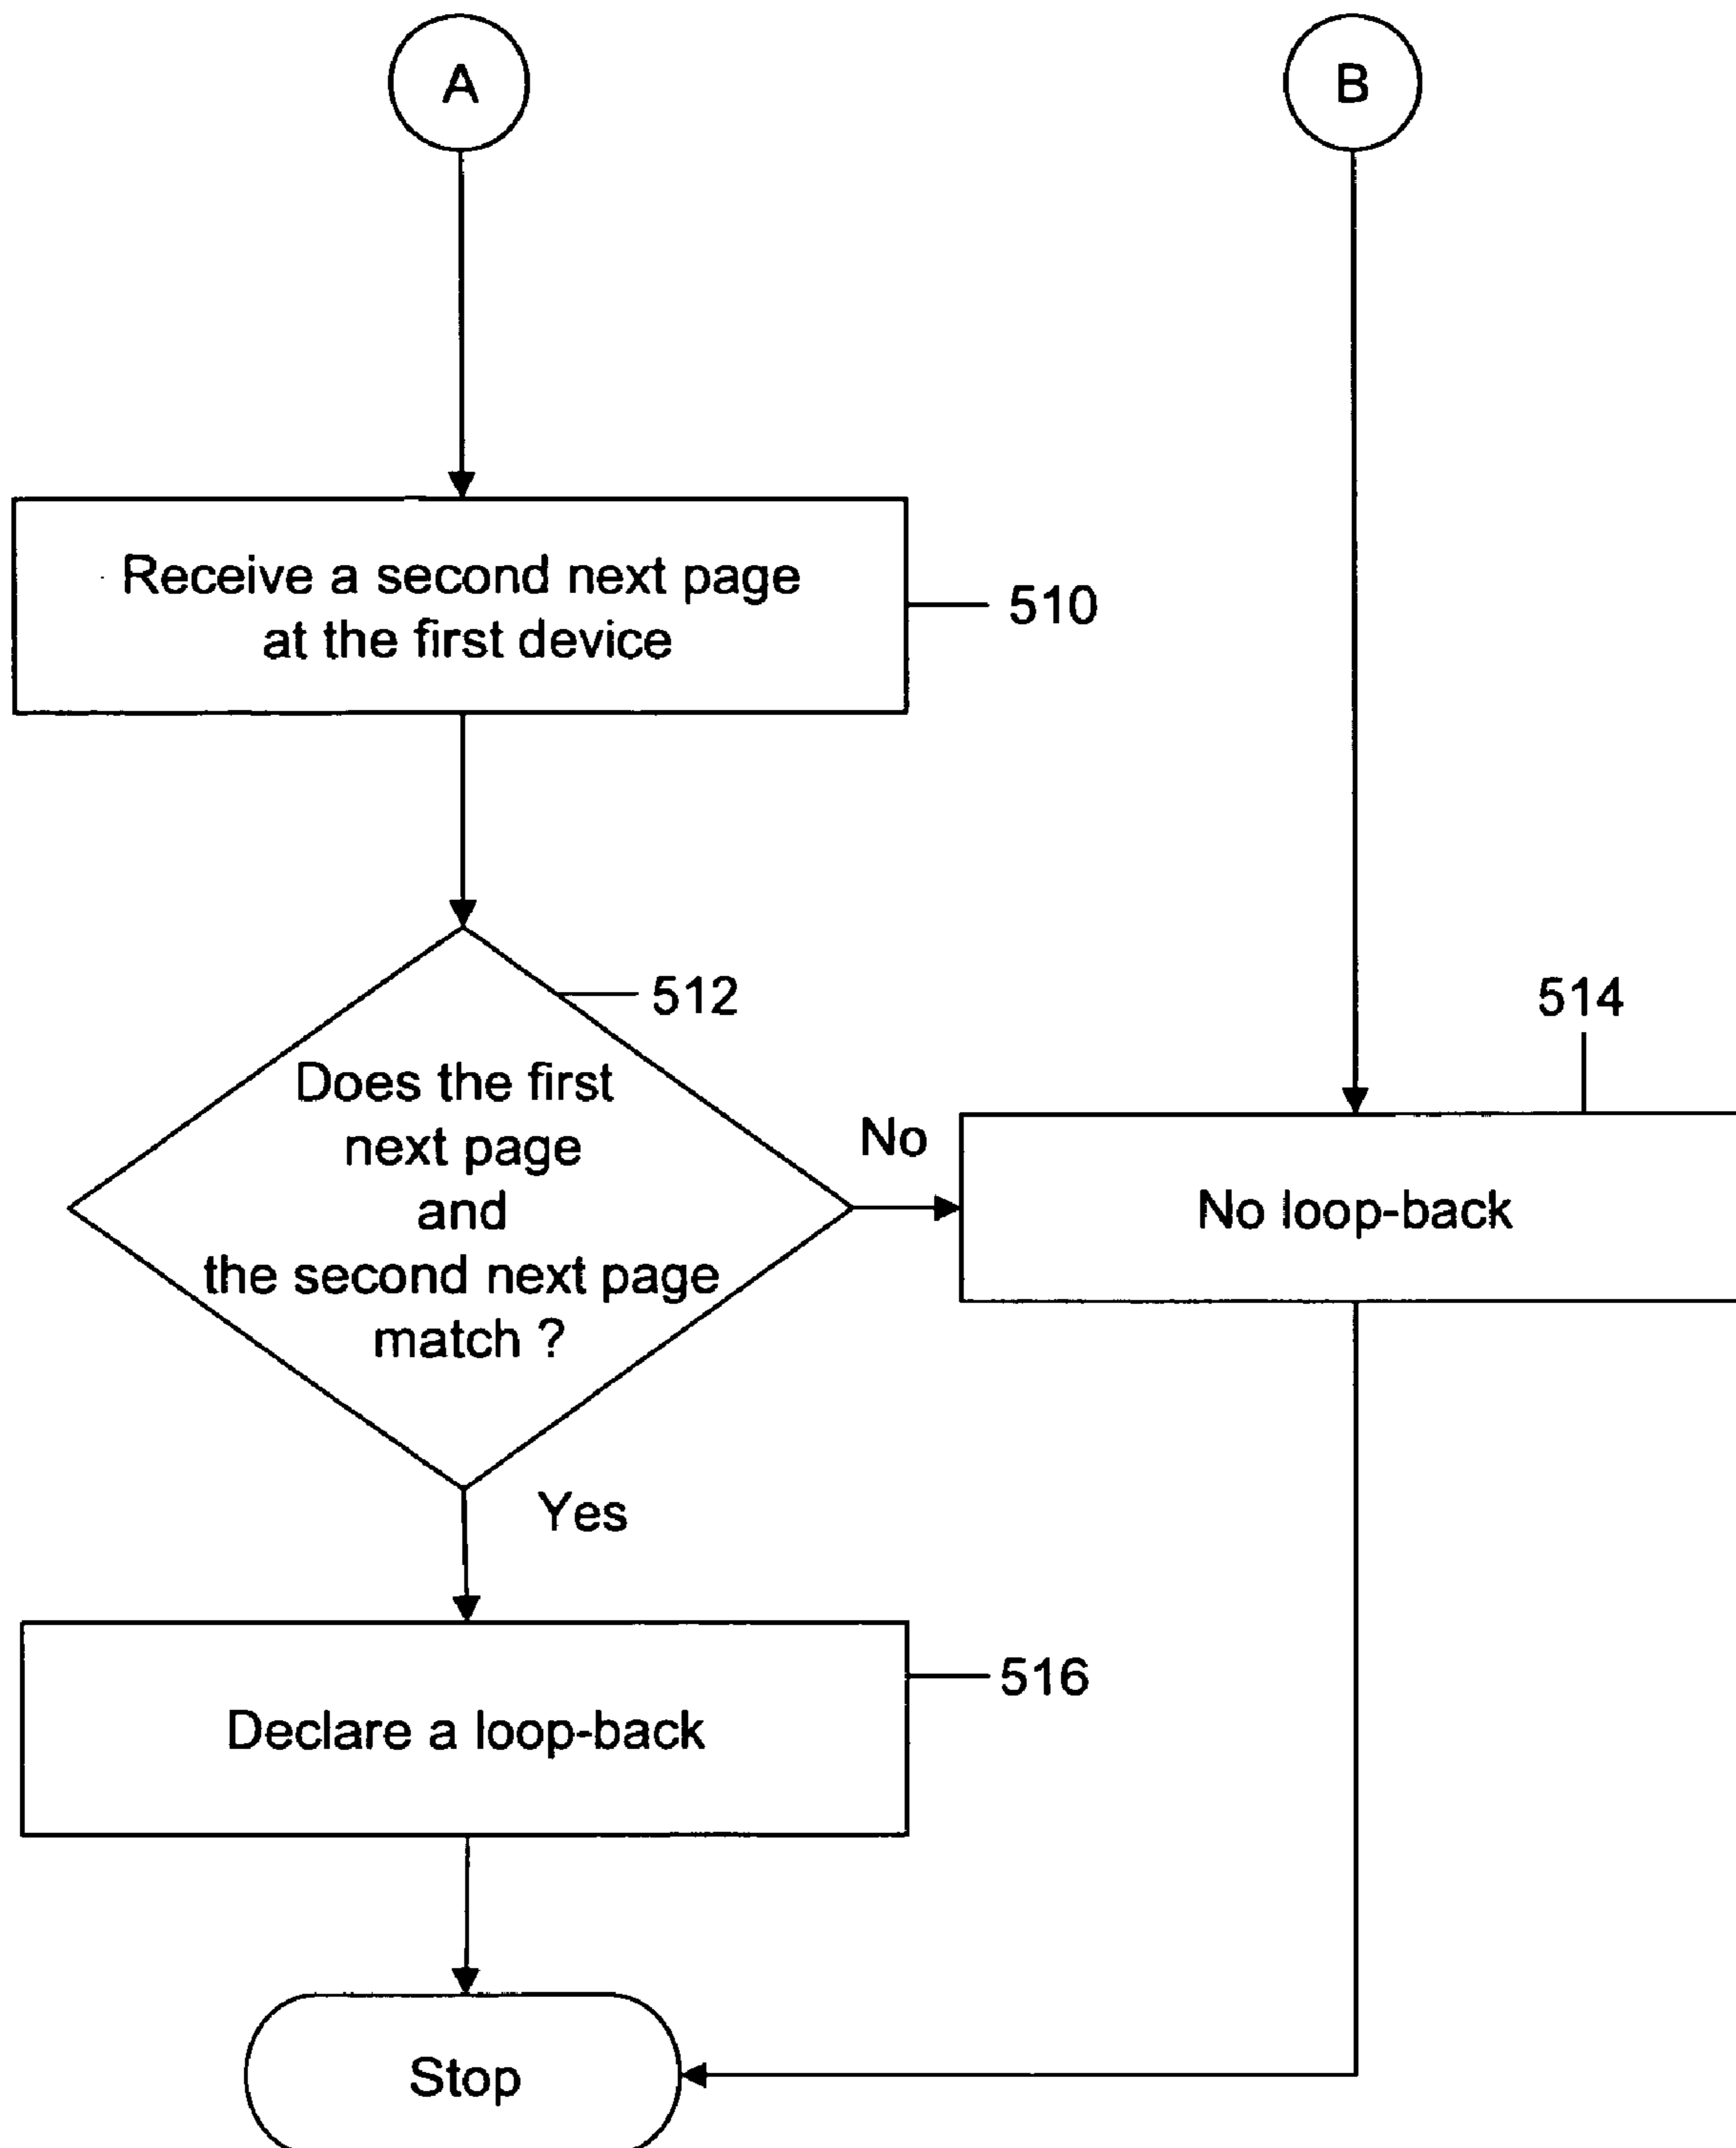 A
B
Receive a second next page
at the first device
510
512
Does the first
next page
and
the second next page
match ?
No
514
No loop-back
Yes
516
Declare a loop-back
Stop